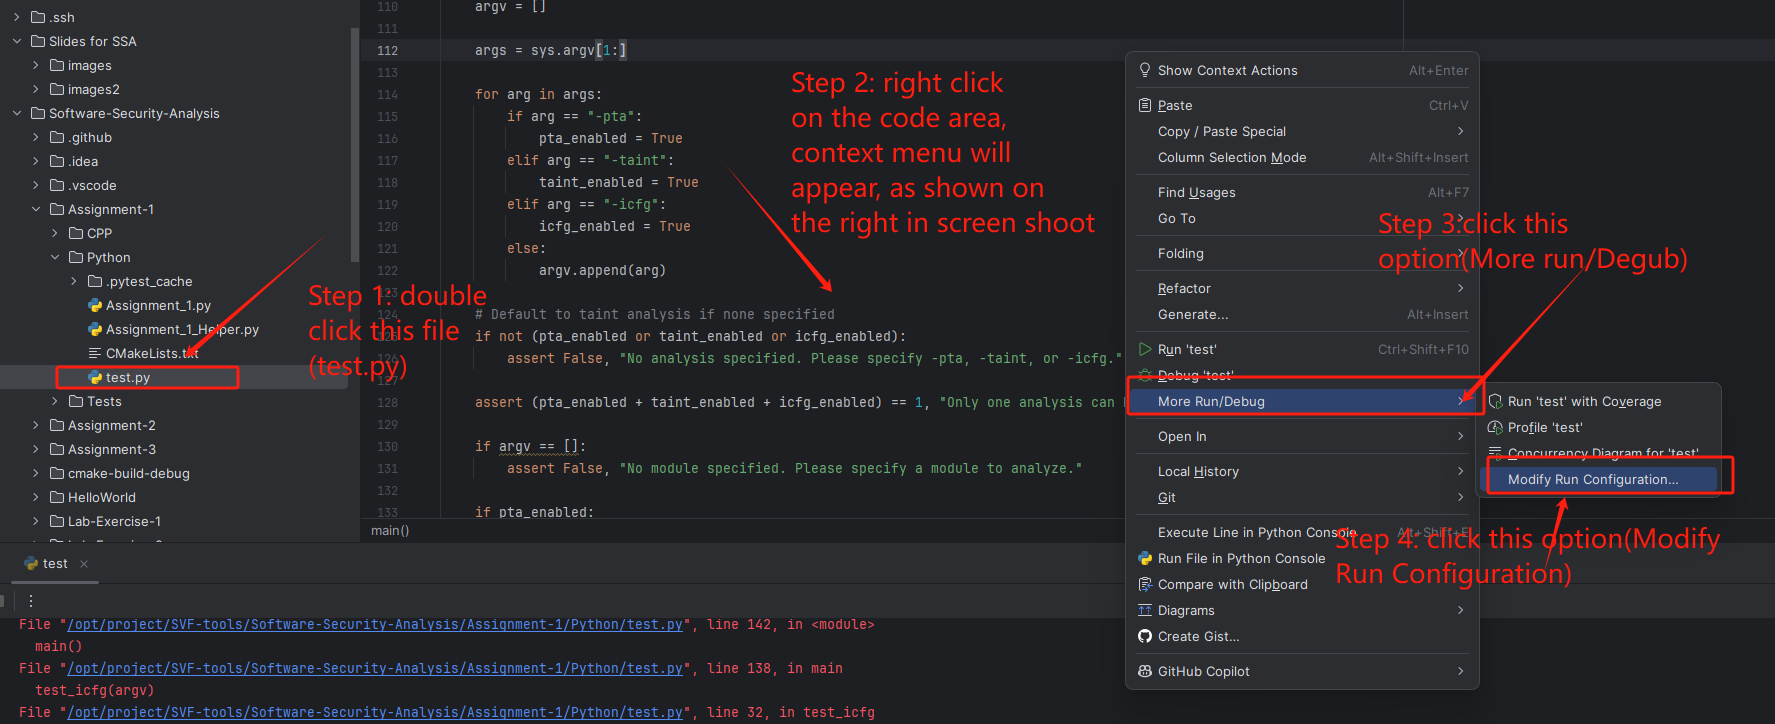 .ssh
Slides for SSA
images
images2
Software-Security-Analysis
.github
.idea
.vscode
Assignment-1
CPP
Python
.pytest_cache
Assignment_1.py
Assignment_1_Helper.py
CMakeLists.txt
test.py
Tests
Assignment-2
Assignment-3
cmake-build-debug
HelloWorld
Lab-Exercise-1
Step 1: double
click this file
(test.py)
110 argv = []
111
112 args = sys.argv[1:]
113
114 for arg in args:
115 if arg == "-pta":
116 pta_enabled = True
117 elif arg == "-taint":
118 taint_enabled = True
119 elif arg == "-icfg":
120 icfg_enabled = True
121 else:
122 argv.append(arg)
123
124 # Default to taint analysis if none specified
125 if not (pta_enabled or taint_enabled or icfg_enabled):
126 assert False, "No analysis specified. Please specify -pta, -taint, or -icfg."
127
128 assert (pta_enabled + taint_enabled + icfg_enabled) == 1, "Only one analysis can
129
130 if argv == []:
131 assert False, "No module specified. Please specify a module to analyze."
132
133 if pta_enabled:
main()
Step 2: right click
on the code area,
context menu will
appear, as shown on
the right in screen shoot
Show Context Actions Alt+Enter
Paste Ctrl+V
Copy / Paste Special
Column Selection Mode Alt+Shift+Insert
Find Usages Alt+F7
Go To
Folding
Refactor
Generate... Alt+Insert
Run 'test' Ctrl+Shift+F10
Debug 'test'
More Run/Debug
Open In
Local History
Git
Execute Line in Python Console Alt+Shift+E
Run File in Python Console
Compare with Clipboard
Diagrams
Create Gist...
GitHub Copilot
Step 3:click this
option(More run/Degub)
Run 'test' with Coverage
Profile 'test'
Concurrency Diagram for 'test'
Modify Run Configuration...
Step 4: click this option(Modify
Run Configuration)
test
File "/opt/project/SVF-tools/Software-Security-Analysis/Assignment-1/Python/test.py", line 142, in <module>
main()
File "/opt/project/SVF-tools/Software-Security-Analysis/Assignment-1/Python/test.py", line 138, in main
test_icfg(argv)
File "/opt/project/SVF-tools/Software-Security-Analysis/Assignment-1/Python/test.py", line 32, in test_icfg